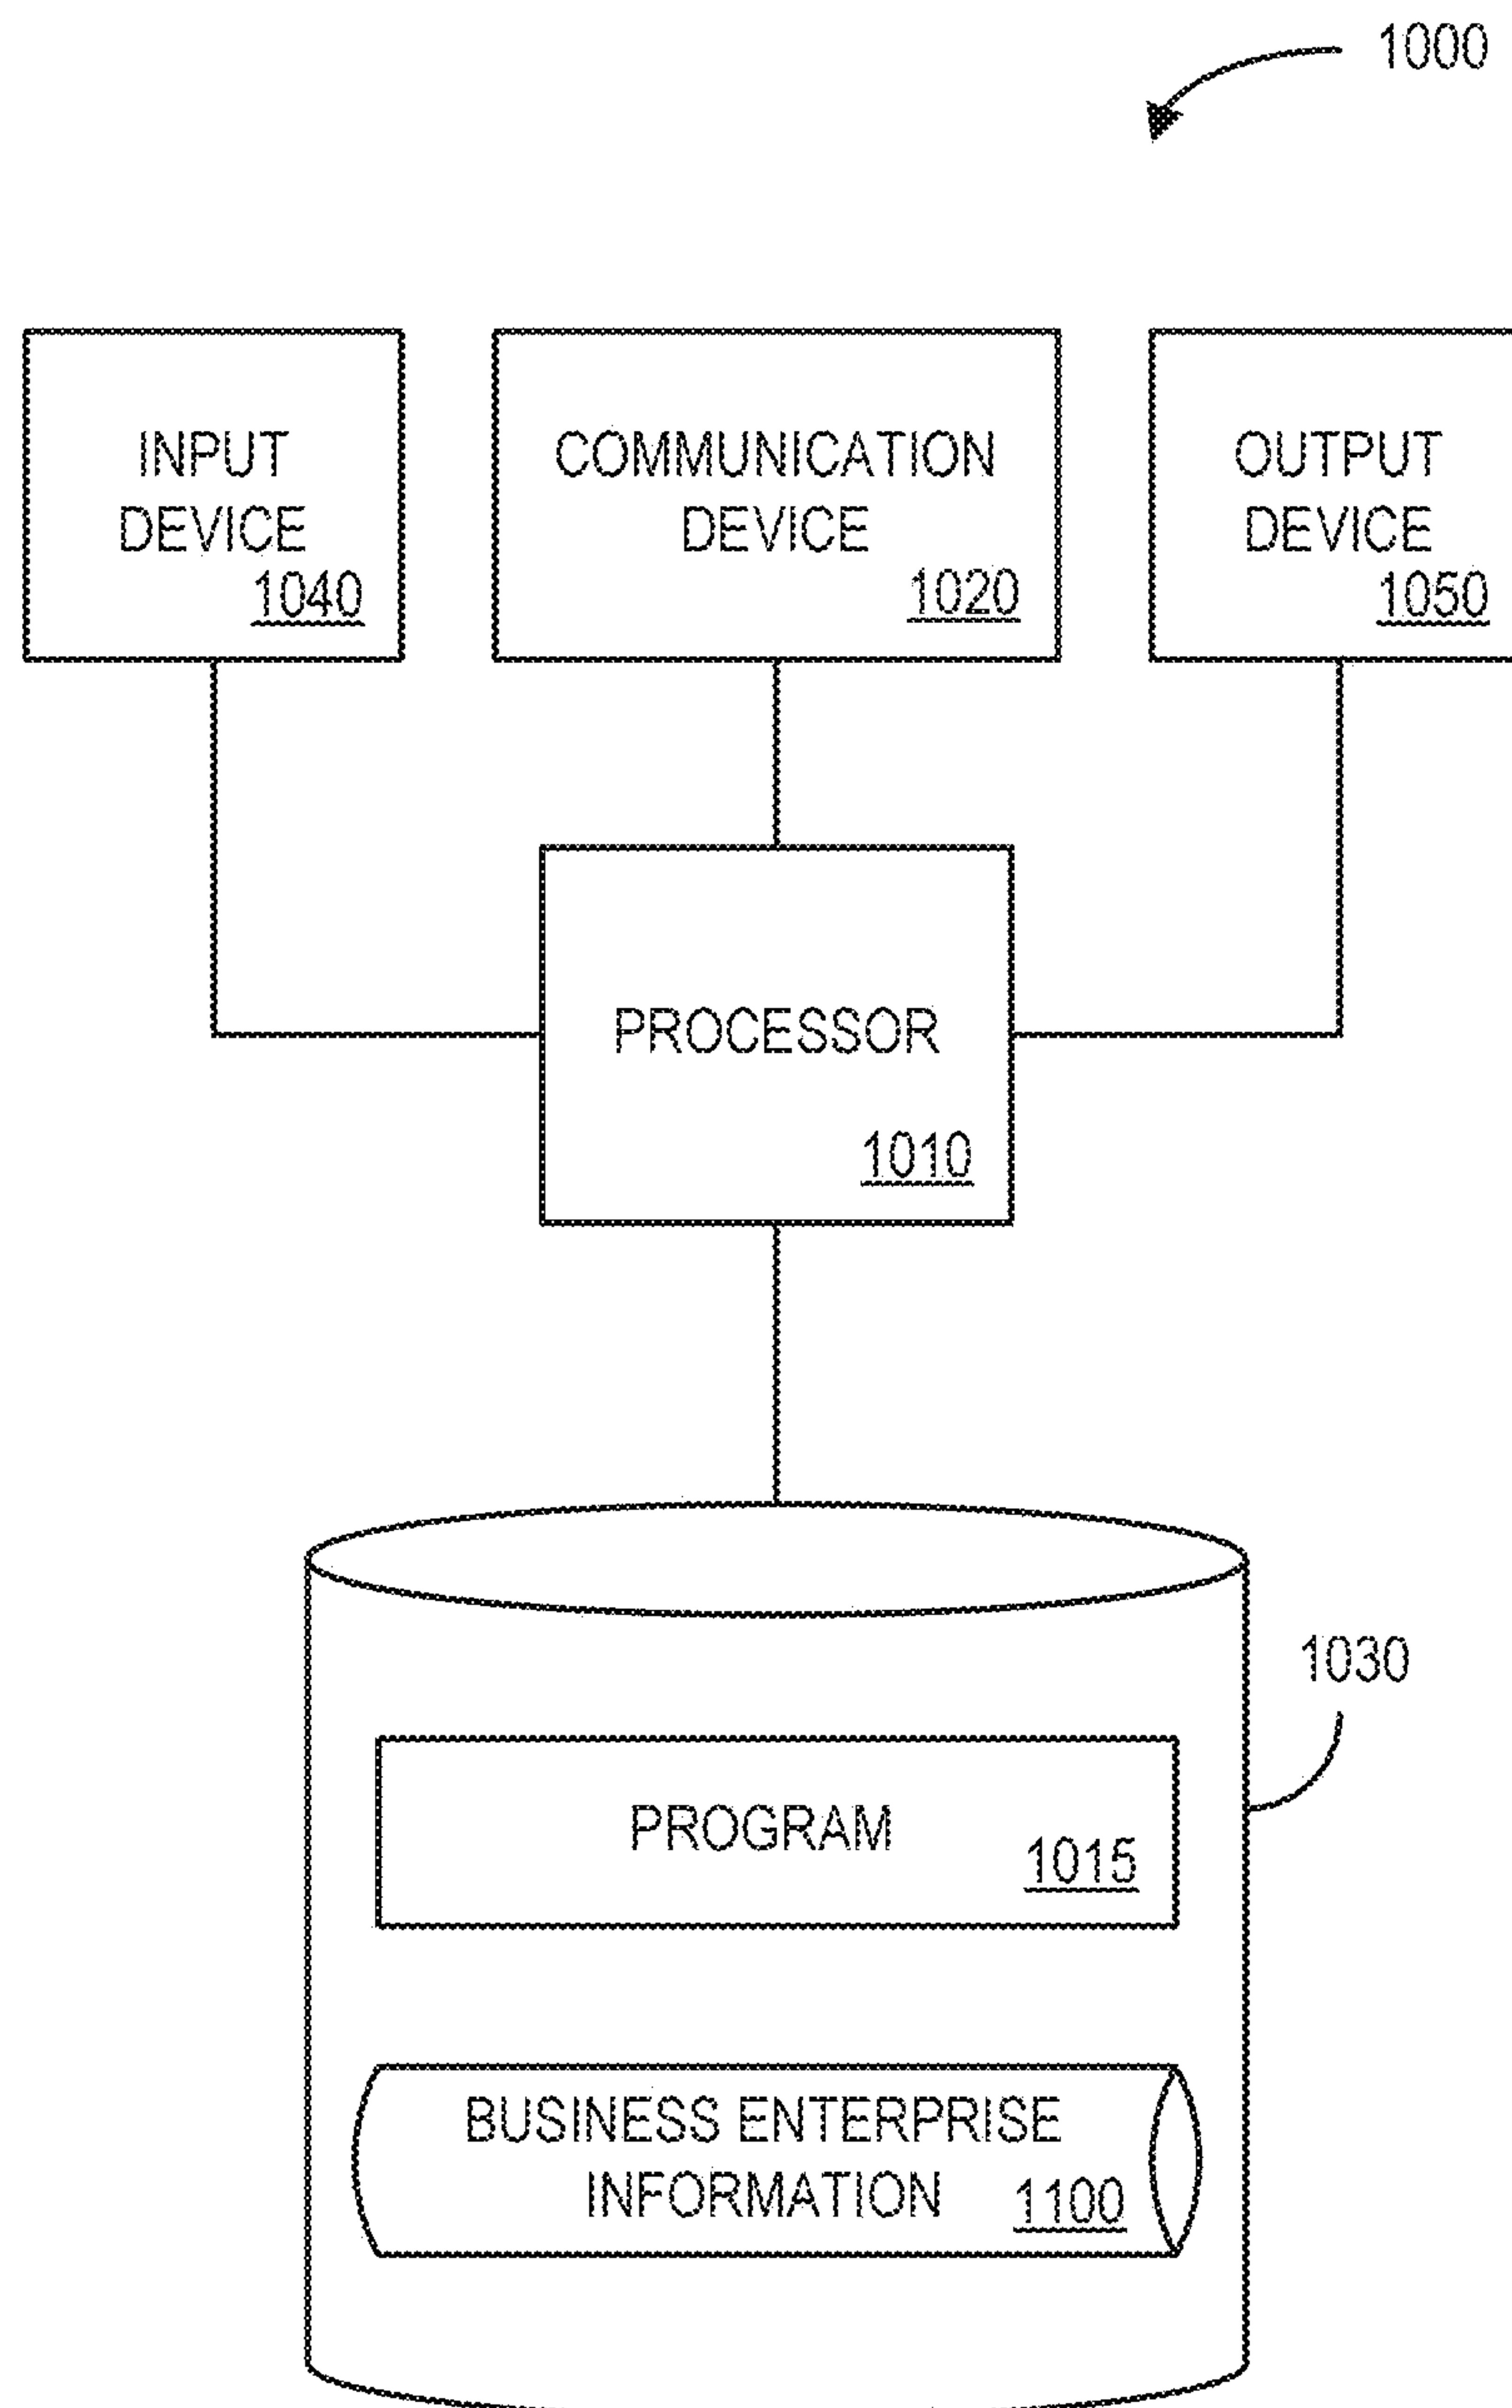 1000
INPUT
DEVICE
1040
COMMUNICATION
DEVICE
1020
OUTPUT
DEVICE
1050
PROCESSOR
1010
1030
PROGRAM
1015
BUSINESS ENTERPRISE
INFORMATION
1100